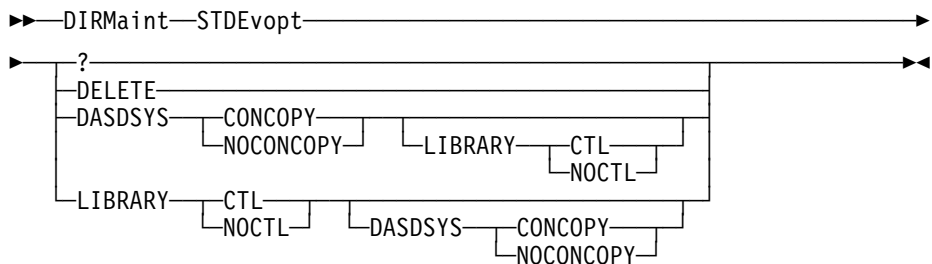 DIRMaint STDEvopt
?
DELETE
DASDSYS CONCOPY
NOCONCOPY LIBRARY CTL
NOCTL
LIBRARY CTL
NOCTL DASDSYS CONCOPY
NOCONCOPY